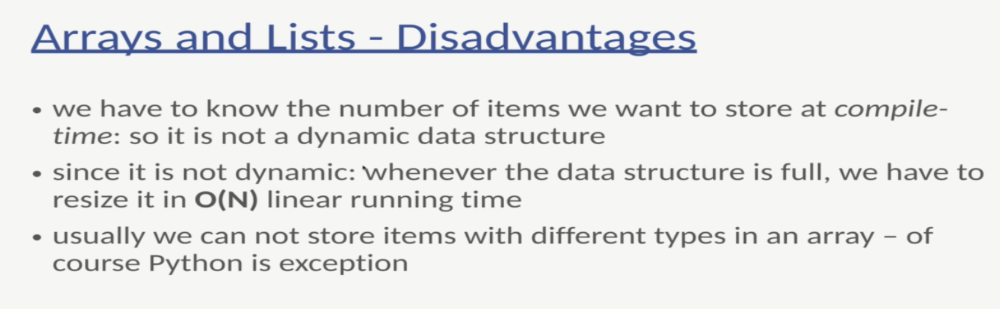 Arrays and Lists - Disadvantages
• we have to know the number of items we want to store at compile-
time: so it is not a dynamic data structure
• since it is not dynamic: whenever the data structure is full, we have to
resize it in O(N) linear running time
• usually we can not store items with different types in an array – of
course Python is exception